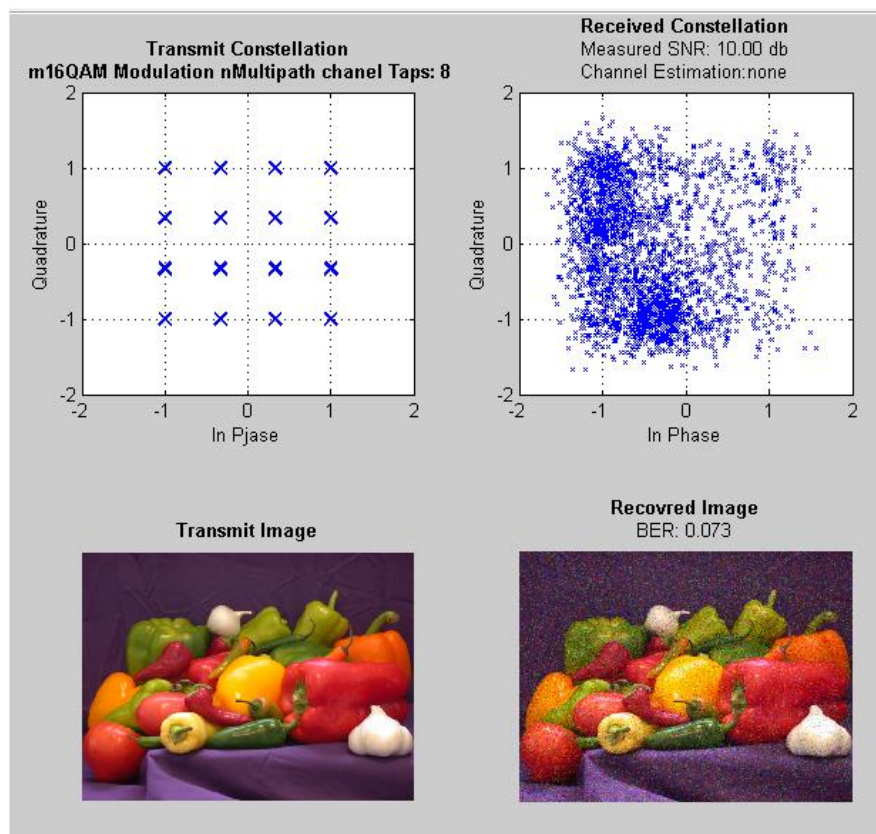 Transmit Constellation
m16QAM Modulation nMultipath chanel Taps: 8
2
1
0
-1
-2
Quadrature
-2
-1
0
1
2
In Pjase
Received Constellation
Measured SNR: 10.00 db
Channel Estimation:none
2
1
0
-1
-2
Quadrature
-2
-1
0
1
2
In Phase
Transmit Image
Recovred Image
BER: 0.073